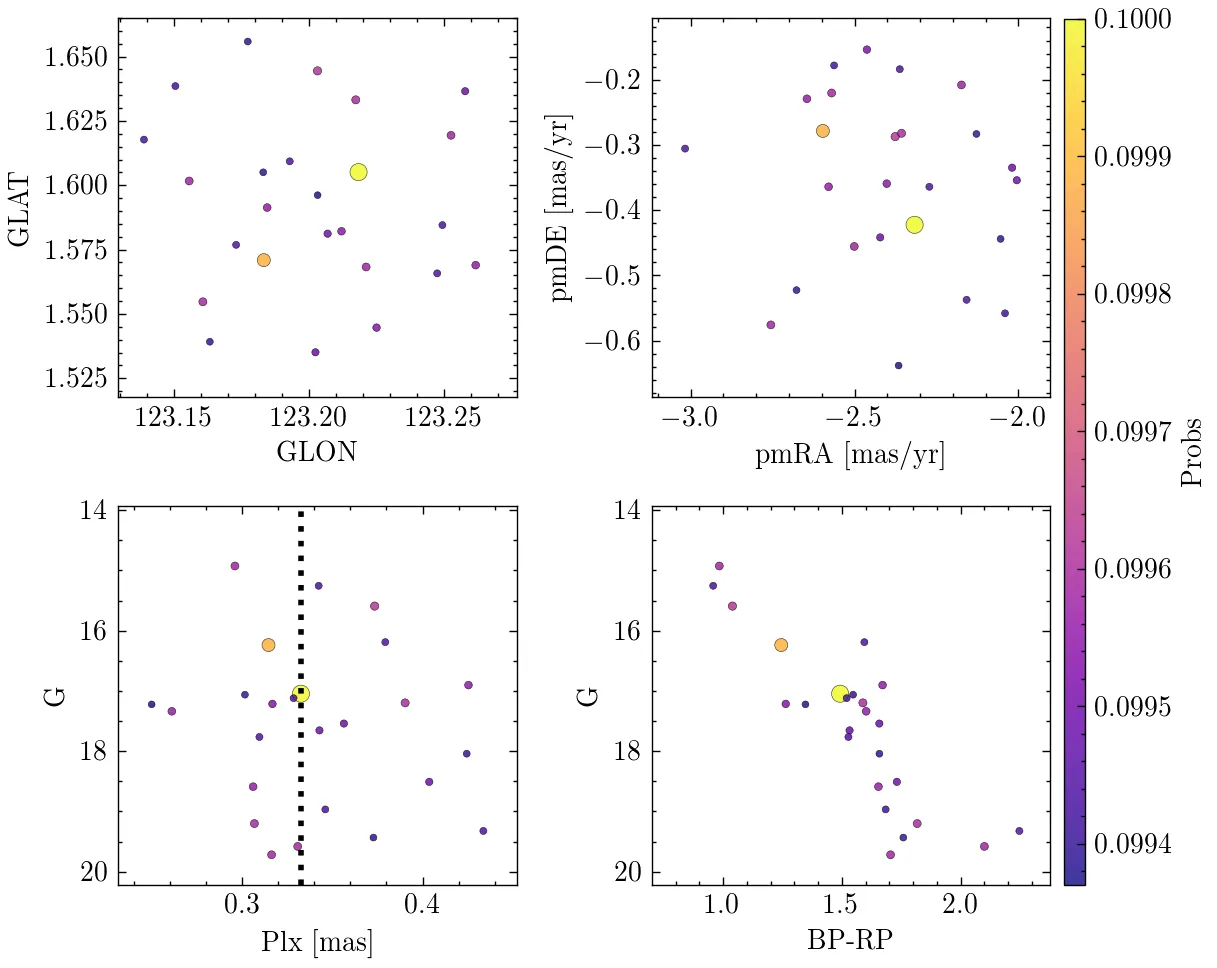 1.650
1.625
1.600
1.575
1.550
1.525
GLAT
123.15 123.20 123.25
GLON
−0.2
−0.3
−0.4
−0.5
−0.6
pmDE [mas/yr]
−3.0 −2.5 −2.0
pmRA [mas/yr]
14
16
18
20
G
0.3 0.4
Plx [mas]
14
16
18
20
G
1.0 1.5 2.0
BP-RP
0.1000
0.0999
0.0998
0.0997
0.0996
0.0995
0.0994
Probs